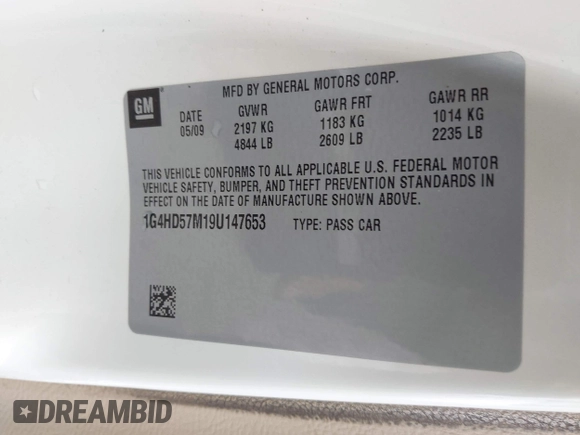 MFD BY GENERAL MOTORS CORP.
GM
DATE GVWR GAWR FRT GAWR RR
05/09 2197 KG 1183 KG 1014 KG
4844 LB 2609 LB 2235 LB
THIS VEHICLE CONFORMS TO ALL APPLICABLE U.S. FEDERAL MOTOR
VEHICLE SAFETY, BUMPER, AND THEFT PREVENTION STANDARDS IN
EFFECT ON THE DATE OF MANUFACTURE SHOWN ABOVE.
1G4HD57M19U147653 TYPE: PASS CAR
DREAMBID